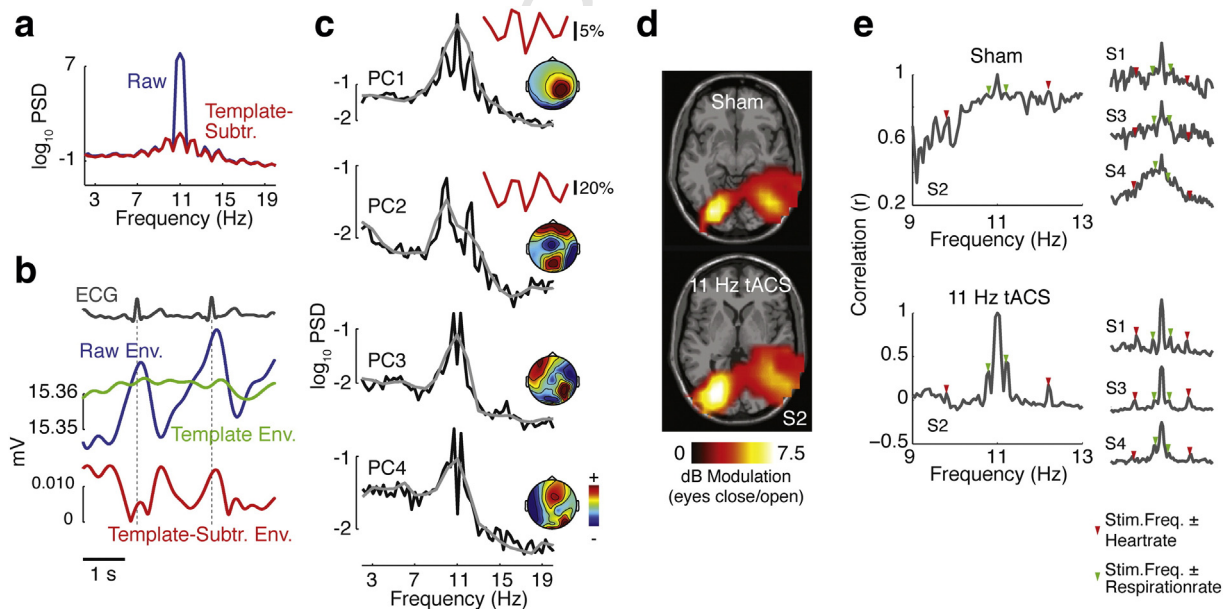 a
7
Raw
Template-
Subtr.
log10 PSD
-1
3 7 11 15 19
Frequency (Hz)
b
ECG
Raw Env.
15.36
Template Env.
15.35
mV
0.010
0
Template-Subtr. Env.
1 s
c
5%
PC1
-1
-2
-1
20%
PC2
-2
log10 PSD
-1
PC3
-2
-1
PC4
+
-
-2
3 7 11 15 19
Frequency (Hz)
d
Sham
11 Hz tACS
S2
0 7.5
dB Modulation
(eyes close/open)
e
Sham
1
0.6
0.2
S2
9 11 13
Frequency (Hz)
S1
S3
S4
Correlation (r)
11 Hz tACS
1
0.5
0
−0.5
S2
9 11 13
Frequency (Hz)
S1
S3
S4
Stim.Freq. ±
Heartrate
Stim.Freq. ±
Respirationrate